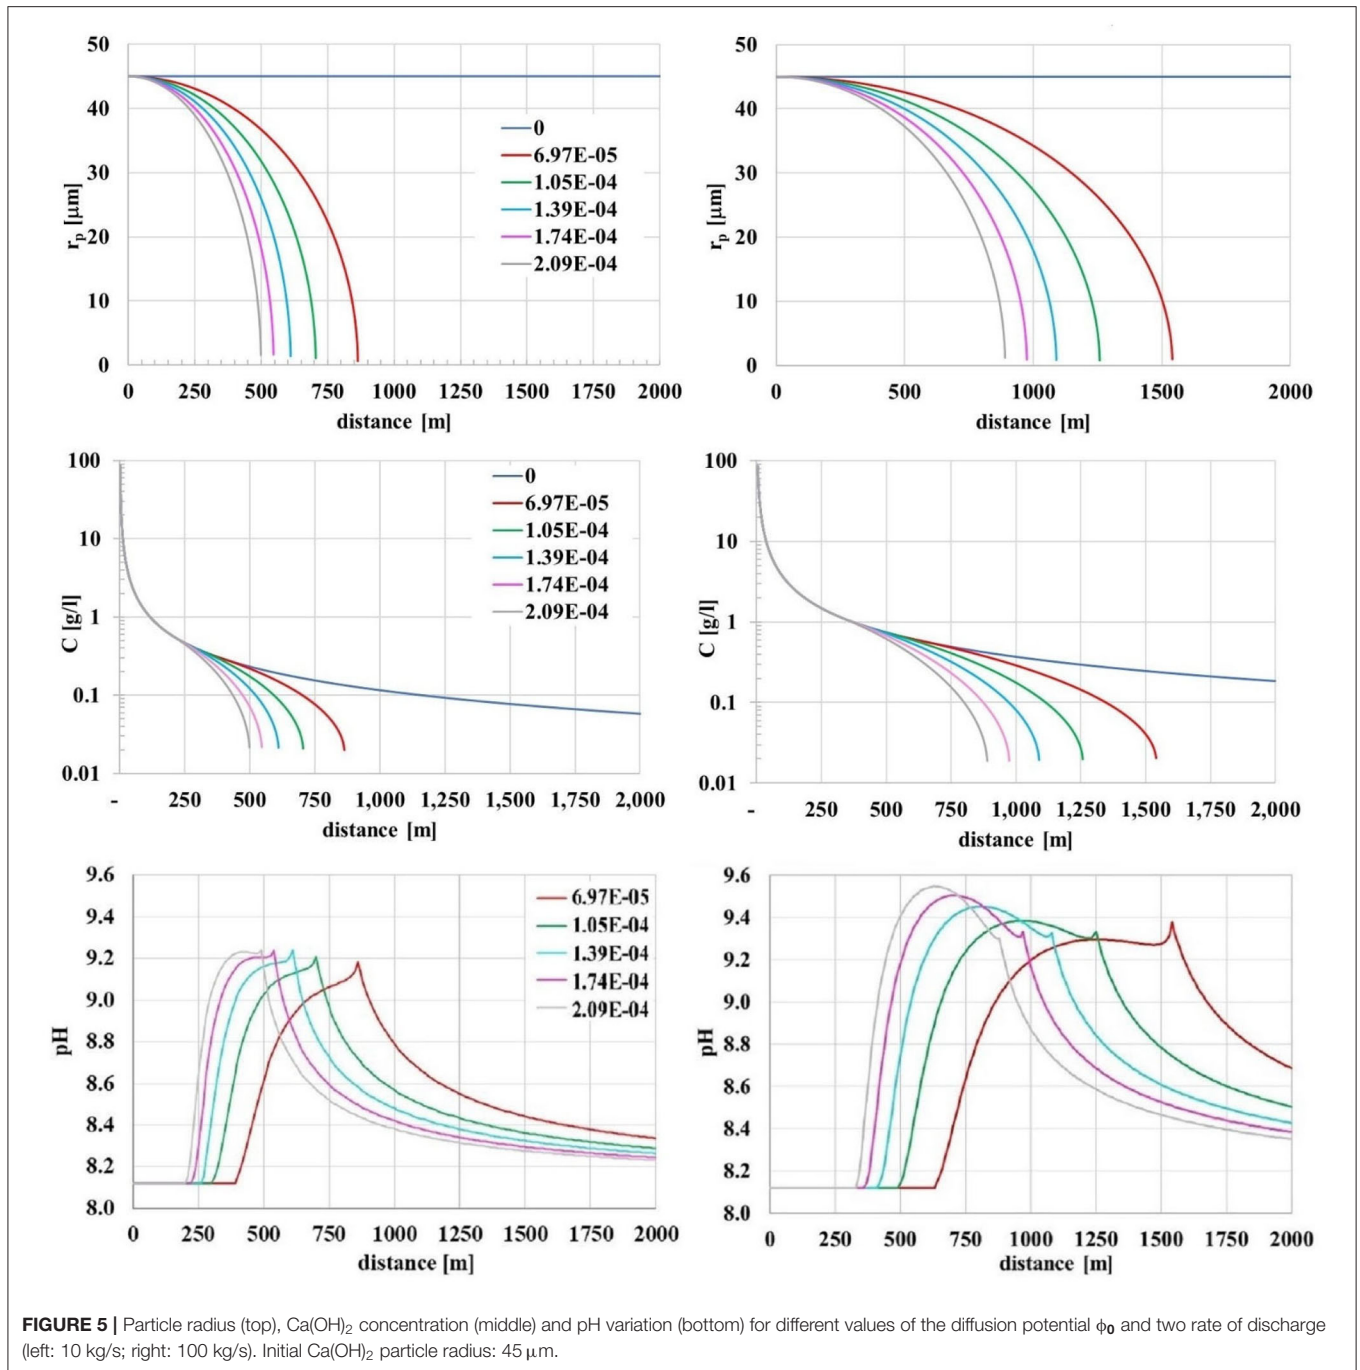 50
40
30
20
10
0
r_p [μm]
0
6.97E-05
1.05E-04
1.39E-04
1.74E-04
2.09E-04
0 250 500 750 1000 1250 1500 1750 2000
distance [m]
50
40
30
20
10
0
r_p [μm]
0 500 1000 1500 2000
distance [m]
100
10
1
0.1
0.01
C [g/l]
0
6.97E-05
1.05E-04
1.39E-04
1.74E-04
2.09E-04
- 250 500 750 1,000 1,250 1,500 1,750 2,000
distance [m]
100
10
1
0.1
0.01
C [g/l]
- 250 500 750 1,000 1,250 1,500 1,750 2,000
distance [m]
9.6
9.4
9.2
9.0
8.8
8.6
8.4
8.2
8.0
pH
6.97E-05
1.05E-04
1.39E-04
1.74E-04
2.09E-04
0 250 500 750 1000 1250 1500 1750 2000
distance [m]
9.6
9.4
9.2
9.0
8.8
8.6
8.4
8.2
8.0
pH
0 250 500 750 1000 1250 1500 1750 2000
distance [m]
FIGURE 5 | Particle radius (top), Ca(OH)₂ concentration (middle) and pH variation (bottom) for different values of the diffusion potential ϕ₀ and two rate of discharge
(left: 10 kg/s; right: 100 kg/s). Initial Ca(OH)₂ particle radius: 45 μm.